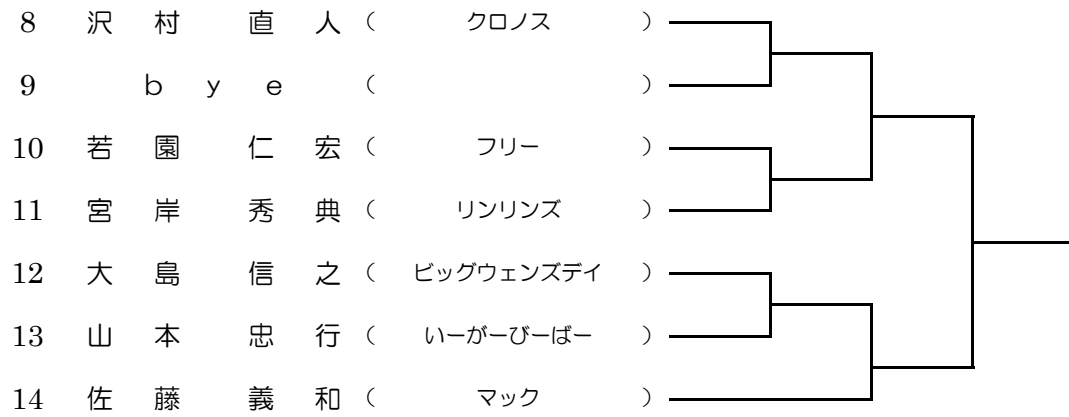 8 沢村 直人 ( クロノス )
9 bye ( )
10 若園 仁宏 ( フリー )
11 宮岸 秀典 ( リンリンズ )
12 大島 信之 ( ビッグウェンズデイ )
13 山本 忠行 ( いーがーびーばー )
14 佐藤 義和 ( マック )